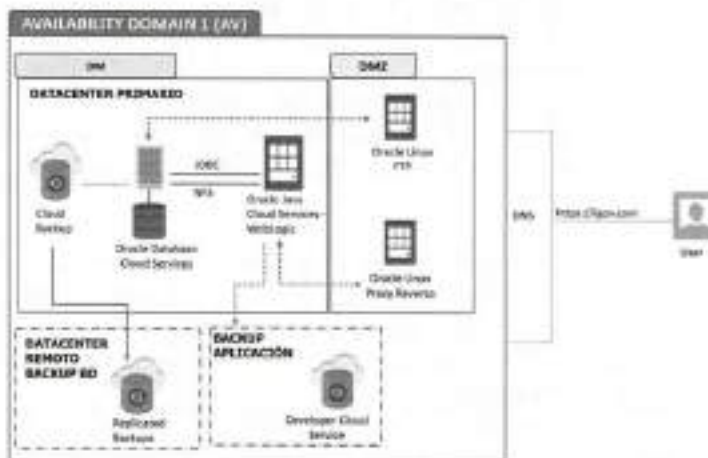 AVAILABILITY DOMAIN 1 (AV)
DMZ
DATACENTER PRIMARIO
Cloud
Backup
Oracle Database
Cloud Services
JDBC
Oracle Java
Cloud Services -
WebLogic
Oracle Linux
Oracle Linux
Proxy Reverso
DNS
User
DATACENTER
REMOTO
BACKUP BD
Replicated
Backups
BACKUP
APLICACIÓN
Developer Cloud
Service